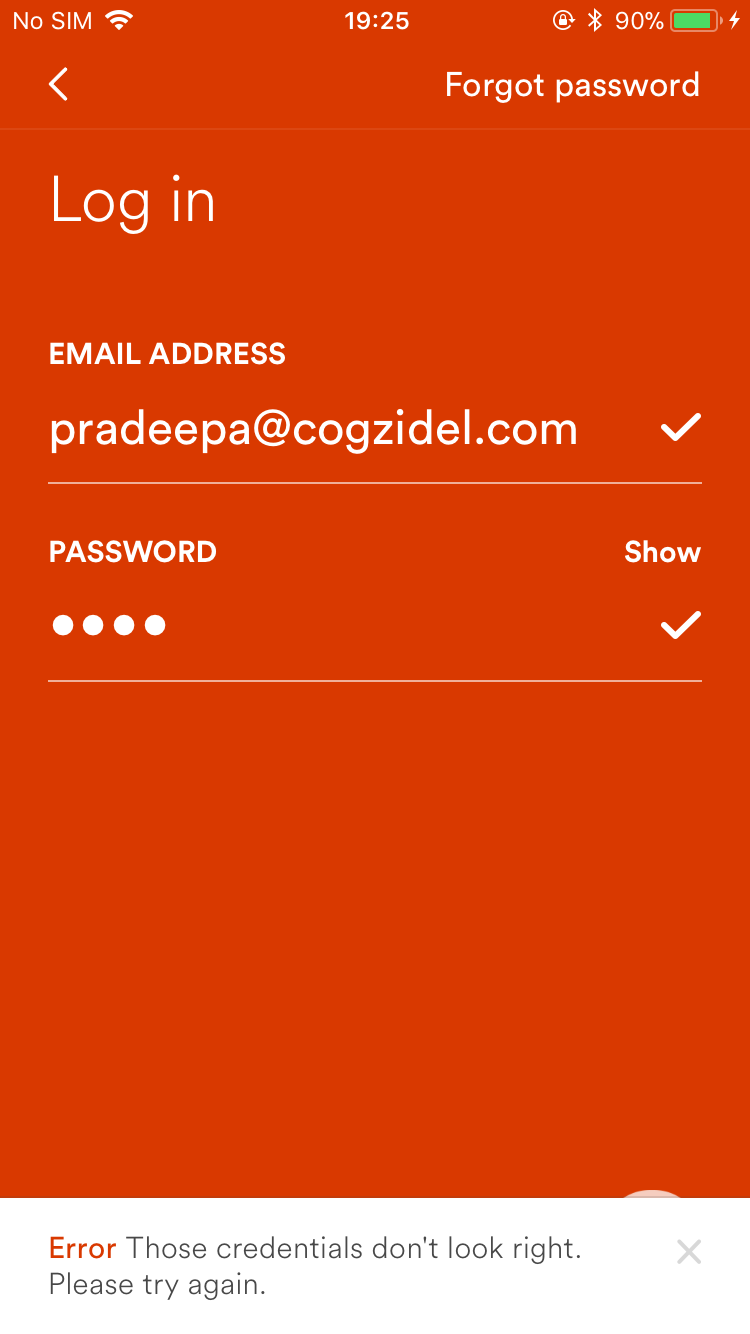 No SIM 19:25 90%
Forgot password
Log in
EMAIL ADDRESS
pradeepa@cogzidel.com
PASSWORD Show
Error Those credentials don't look right.
Please try again.